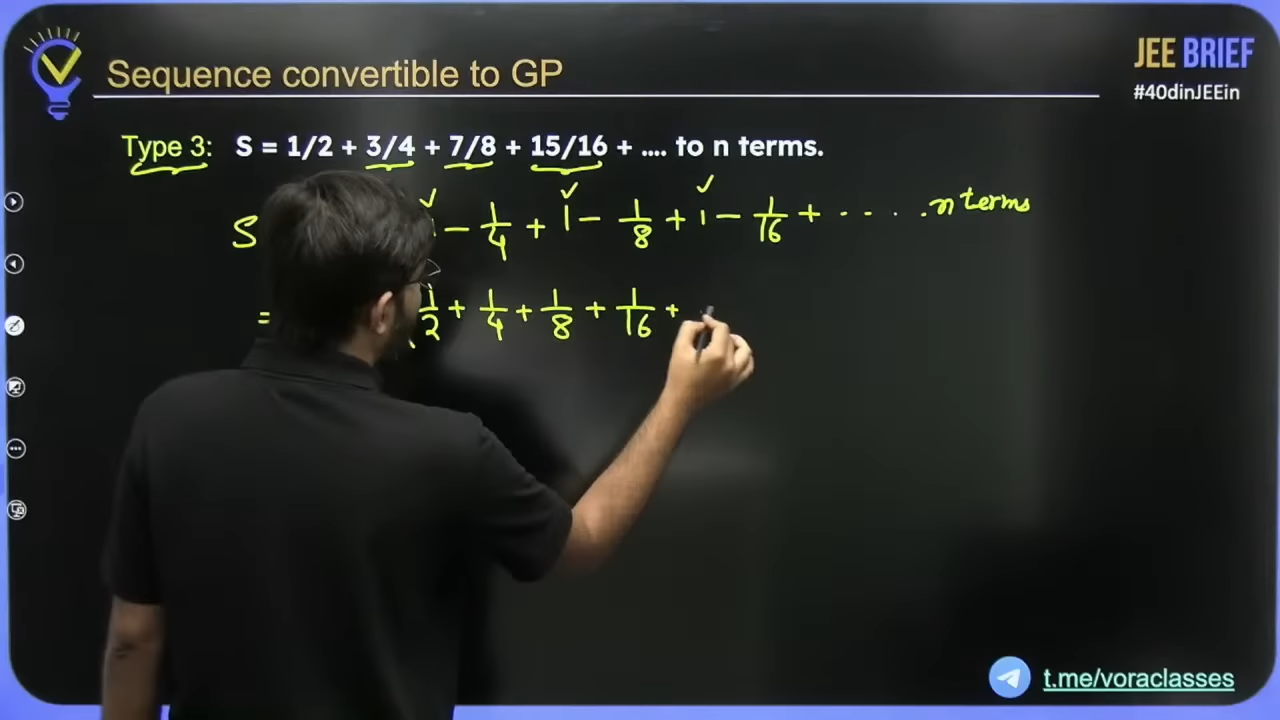 Sequence convertible to GP
JEE BRIEF
#40dinJEEin
Type 3: S = 1/2 + 3/4 + 7/8 + 15/16 + .... to n terms.
S - 1/4 + 1 - 1/8 + 1 - 1/16 + ..... n terms
= 1/2 + 1/4 + 1/8 + 1/16 +
t.me/voraclasses